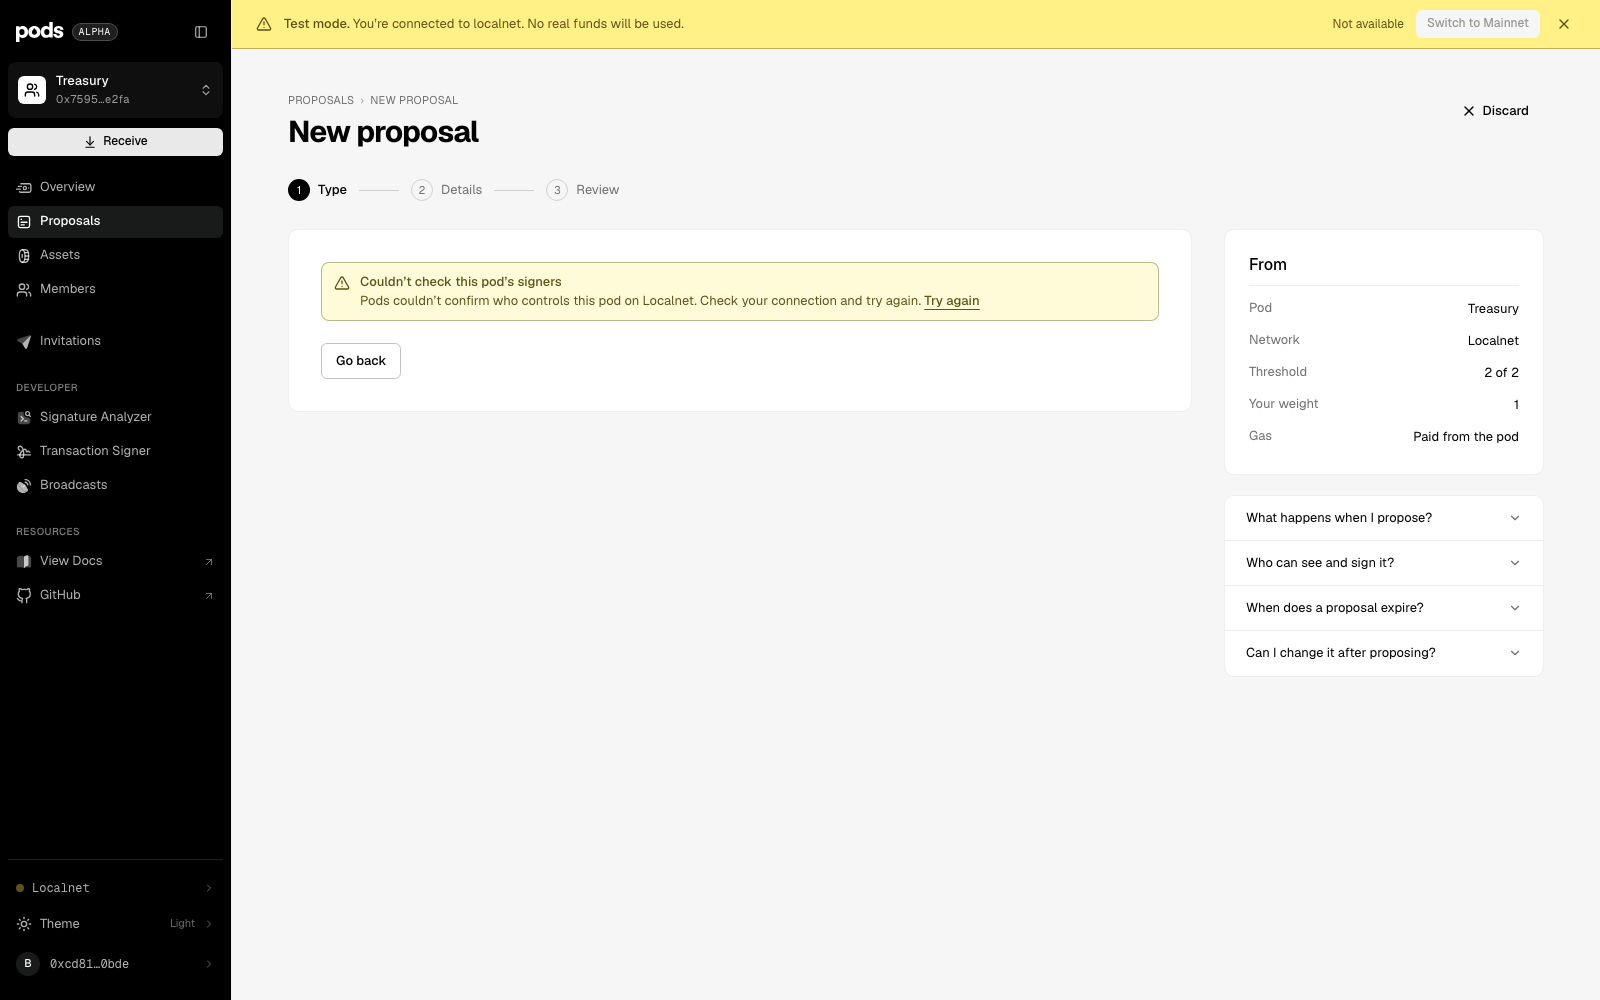 pods ALPHA
Treasury
0x7595…e2fa
Receive
Overview
Proposals
Assets
Members
Invitations
DEVELOPER
Signature Analyzer
Transaction Signer
Broadcasts
RESOURCES
View Docs
GitHub
Localnet
Theme Light
B 0xcd81…0bde
Test mode. You’re connected to localnet. No real funds will be used.
Not available Switch to Mainnet
PROPOSALS › NEW PROPOSAL
New proposal
Discard
1 Type 2 Details 3 Review
Couldn’t check this pod’s signers
Pods couldn’t confirm who controls this pod on Localnet. Check your connection and try again. Try again
Go back
From
Pod Treasury
Network Localnet
Threshold 2 of 2
Your weight 1
Gas Paid from the pod
What happens when I propose?
Who can see and sign it?
When does a proposal expire?
Can I change it after proposing?